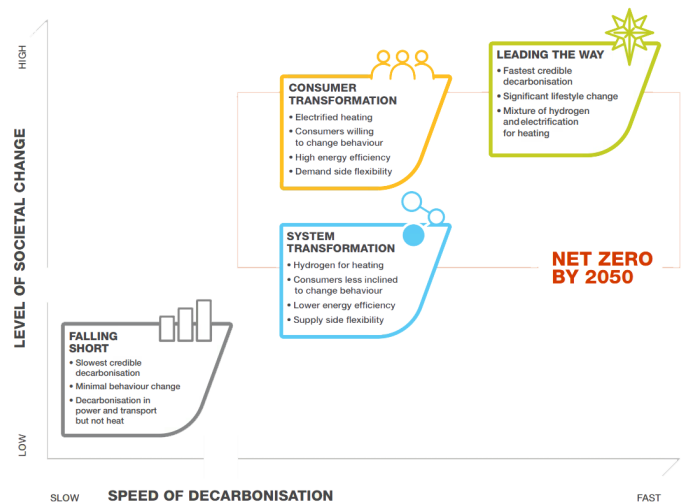 HIGH
LEVEL OF SOCIETAL CHANGE
LOW
LEADING THE WAY
• Fastest credible
decarbonisation
• Significant lifestyle change
• Mixture of hydrogen
and electrification
for heating
CONSUMER
TRANSFORMATION
• Electrified heating
• Consumers willing
to change behaviour
• High energy efficiency
• Demand side flexibility
SYSTEM
TRANSFORMATION
• Hydrogen for heating
• Consumers less inclined
to change behaviour
• Lower energy efficiency
• Supply side flexibility
NET ZERO
BY 2050
FALLING
SHORT
• Slowest credible
decarbonisation
• Minimal behaviour change
• Decarbonisation in
power and transport
but not heat
SLOW
SPEED OF DECARBONISATION
FAST